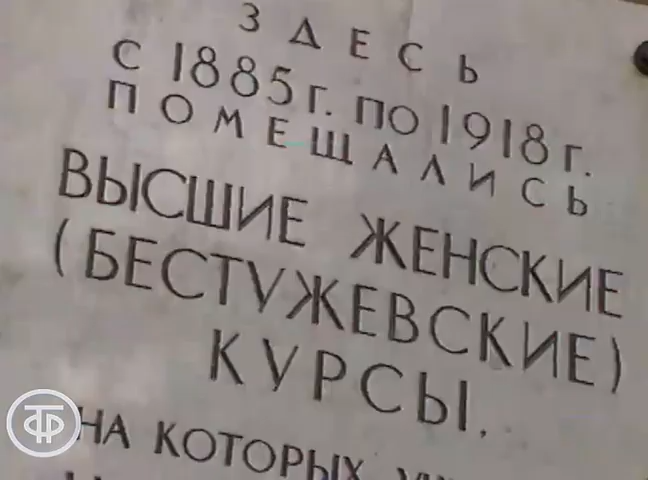 ЗДЕСЬ
С 1885 г. ПО 1918 г.
ПОМЕЩАЛИСЬ
ВЫСШИЕ ЖЕНСКИЕ
(БЕСТУЖЕВСКИЕ)
КУРСЫ,
НА КОТОРЫХ